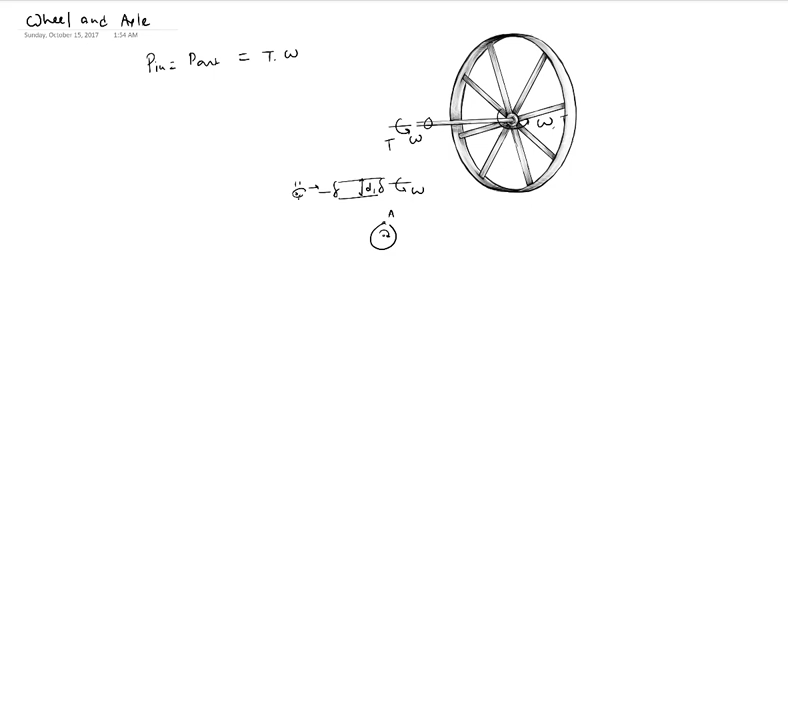 Wheel and Axle
Sunday, October 15, 2017 1:54 AM
Pin = Pout = T. ω
ω, T
T ω
d, ω
A